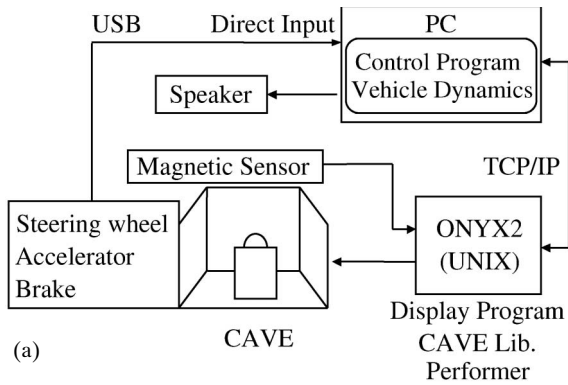 USB
Direct Input
PC
Control Program
Vehicle Dynamics
Speaker
Magnetic Sensor
TCP/IP
Steering wheel
Accelerator
Brake
ONYX2
(UNIX)
CAVE
Display Program
CAVE Lib.
Performer
(a)